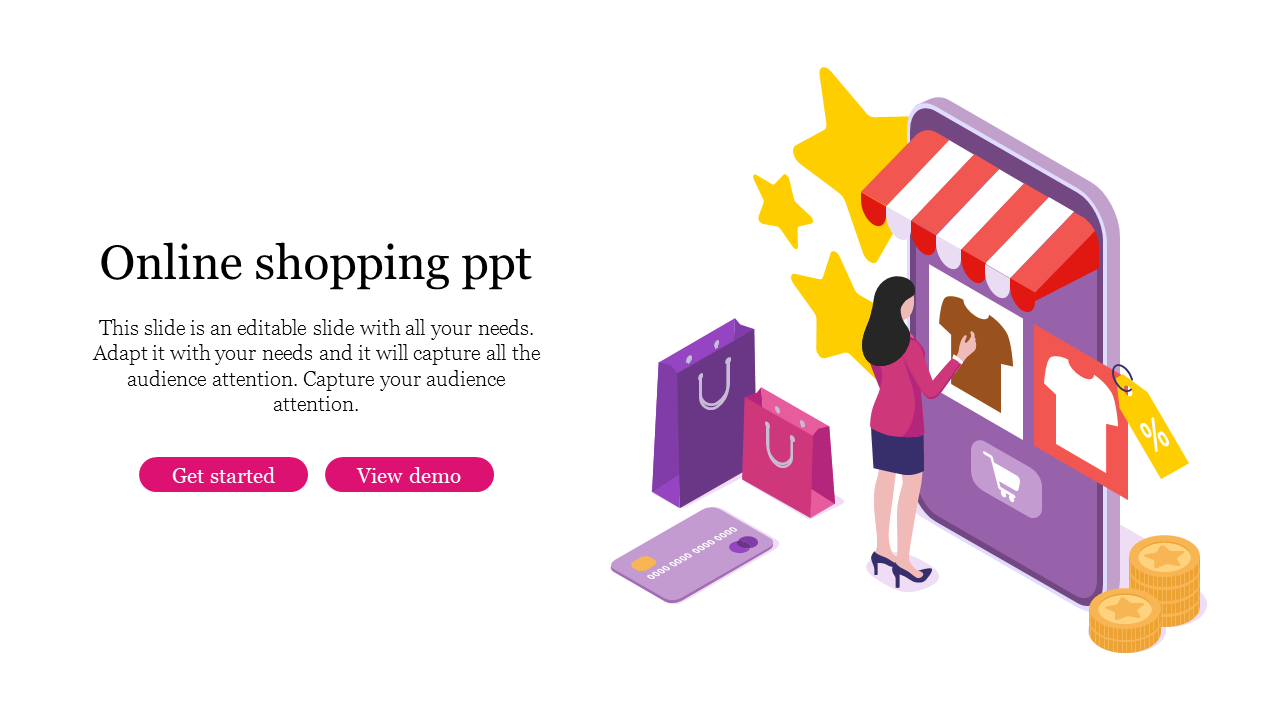 Online shopping ppt
This slide is an editable slide with all your needs.
Adapt it with your needs and it will capture all the
audience attention. Capture your audience
attention.
Get started
View demo
%
0000 0000 0000 0000